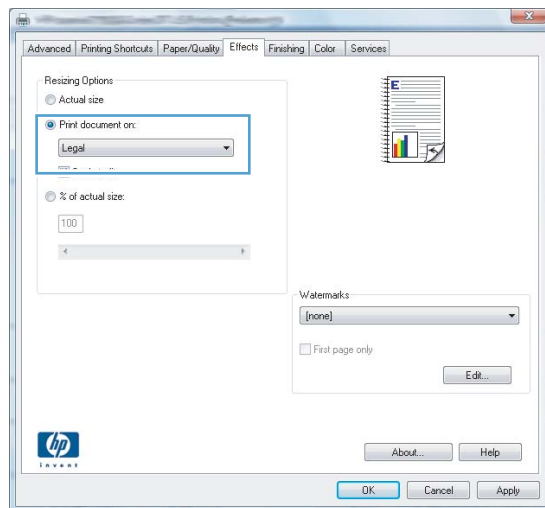 Advanced Printing Shortcuts Paper/Quality Effects Finishing Color Services
Resizing Options
Actual size
Print document on:
Legal
% of actual size:
100
E
Watermarks
[none]
First page only
Edit...
hp
invent
About... Help
OK Cancel Apply